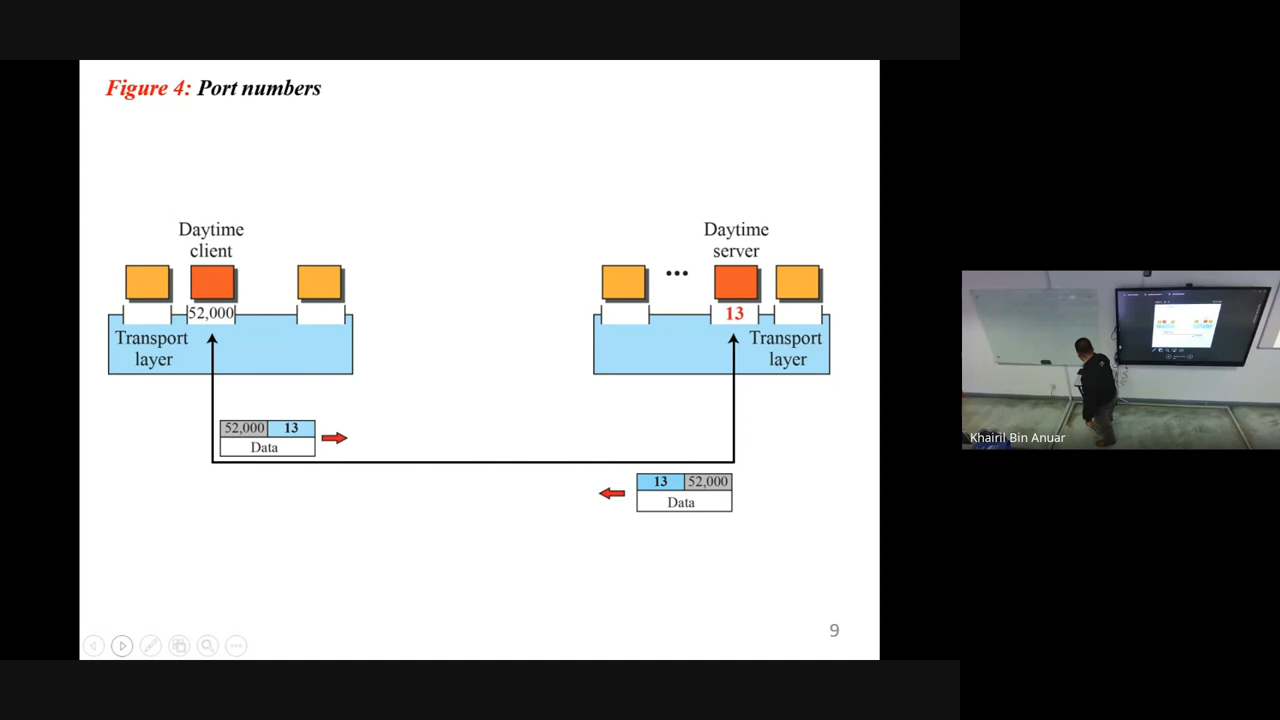 Figure 4: Port numbers
Daytime
client
Daytime
server
52,000
13
Transport
layer
Transport
layer
52,000 13
Data
13 52,000
Data
9
Khairil Bin Anuar